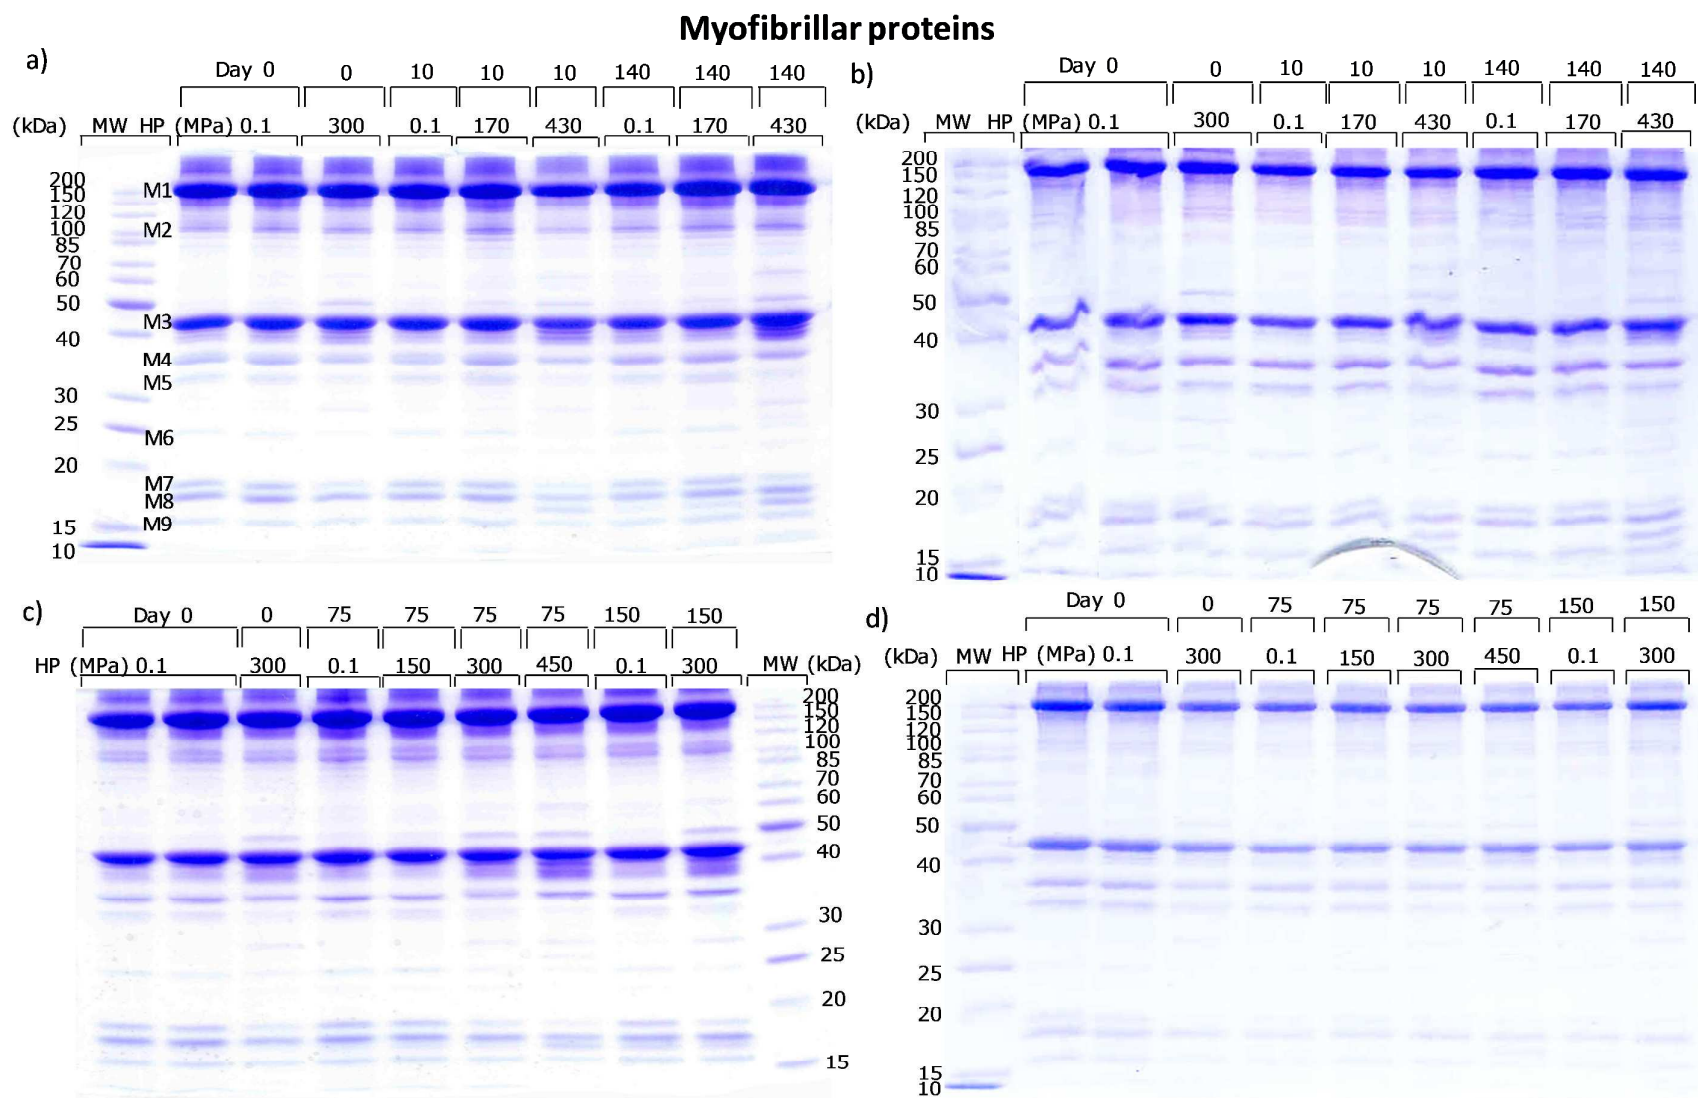 Myofibrillar proteins
a)
Day 0 0 10 10 10 140 140 140
(kDa) MW HP (MPa) 0.1 300 0.1 170 430 0.1 170 430
200
150
120
100
85
70
60
50
40
30
25
20
15
10
M1
M2
M3
M4
M5
M6
M7
M8
M9
b)
Day 0 0 10 10 10 140 140 140
(kDa) MW HP (MPa) 0.1 300 0.1 170 430 0.1 170 430
200
150
120
100
85
70
60
50
40
30
25
20
15
10
c)
Day 0 0 75 75 75 75 150 150
HP (MPa) 0.1 300 0.1 150 300 450 0.1 300 MW (kDa)
200
150
120
100
85
70
60
50
40
30
25
20
15
d)
Day 0 0 75 75 75 75 150 150
(kDa) MW HP (MPa) 0.1 300 0.1 150 300 450 0.1 300
200
150
120
100
85
70
60
50
40
30
25
20
15
10